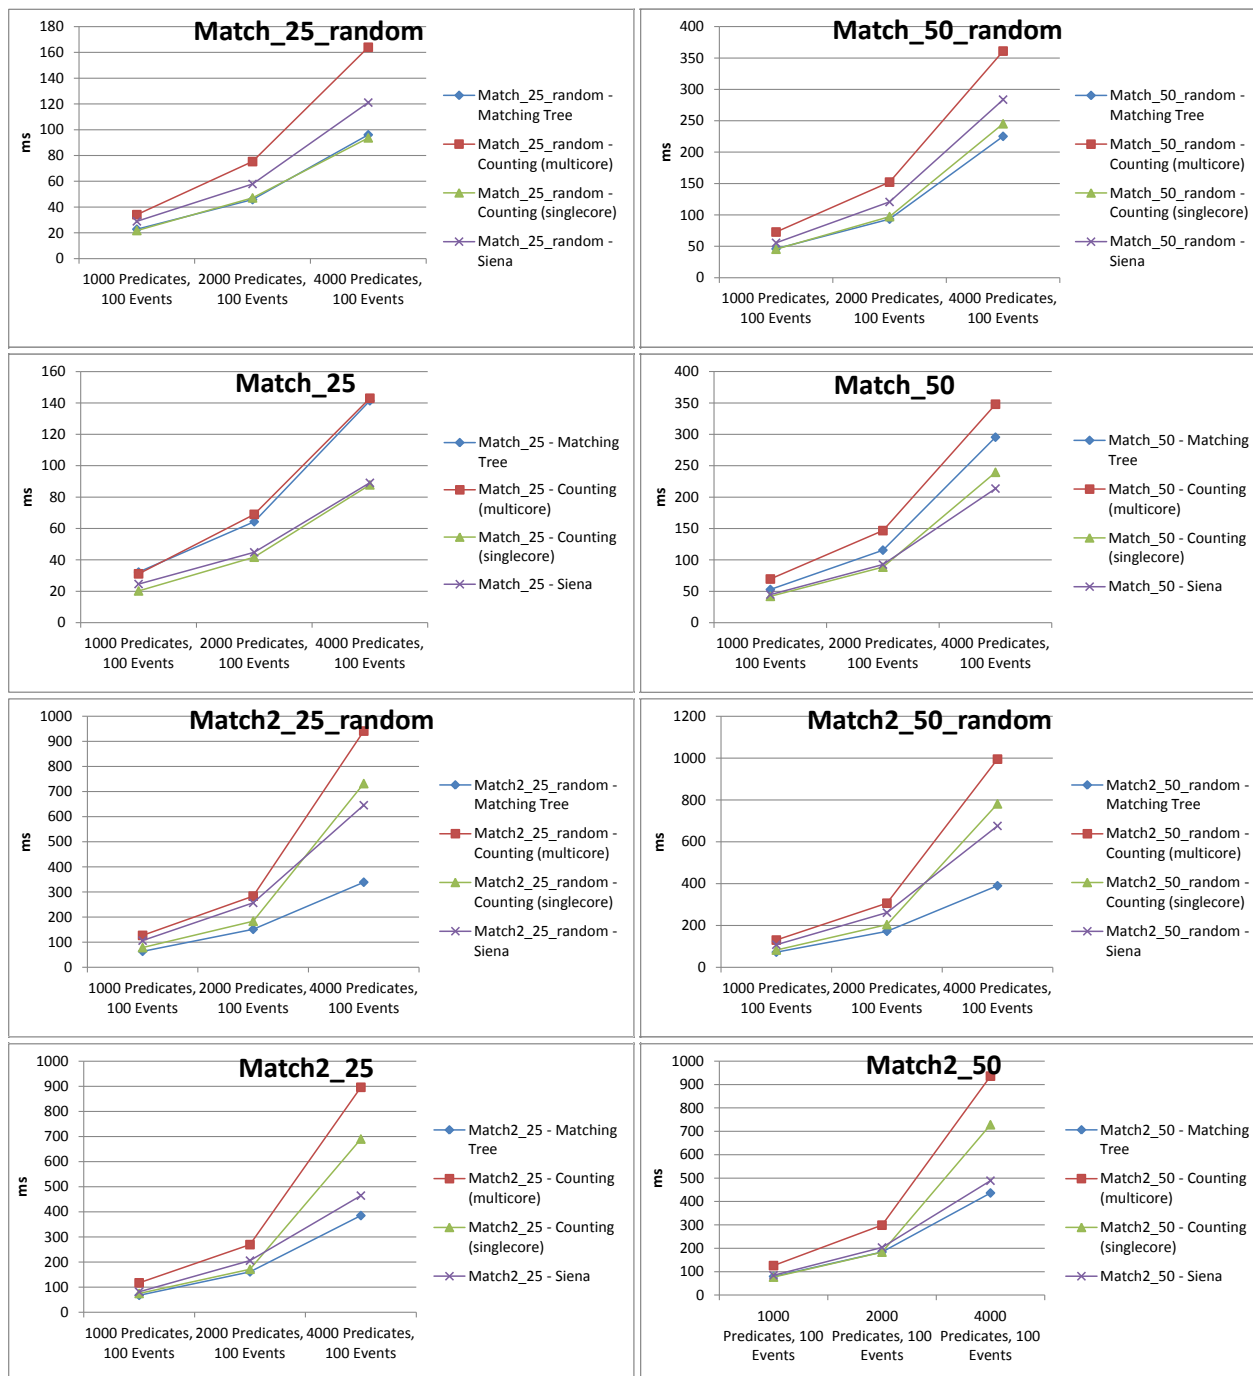 Match_25_random
180
160
140
120
100
80
60
40
20
0
ms
1000 Predicates,
100 Events
2000 Predicates,
100 Events
4000 Predicates,
100 Events
Match_25_random -
Matching Tree
Match_25_random -
Counting (multicore)
Match_25_random -
Counting (singlecore)
Match_25_random -
Siena
Match_50_random
400
350
300
250
200
150
100
50
0
ms
1000 Predicates,
100 Events
2000 Predicates,
100 Events
4000 Predicates,
100 Events
Match_50_random -
Matching Tree
Match_50_random -
Counting (multicore)
Match_50_random -
Counting (singlecore)
Match_50_random -
Siena
Match_25
160
140
120
100
80
60
40
20
0
ms
1000 Predicates,
100 Events
2000 Predicates,
100 Events
4000 Predicates,
100 Events
Match_25 - Matching
Tree
Match_25 - Counting
(multicore)
Match_25 - Counting
(singlecore)
Match_25 - Siena
Match_50
400
350
300
250
200
150
100
50
0
ms
1000 Predicates,
100 Events
2000 Predicates,
100 Events
4000 Predicates,
100 Events
Match_50 - Matching
Tree
Match_50 - Counting
(multicore)
Match_50 - Counting
(singlecore)
Match_50 - Siena
Match2_25_random
1000
900
800
700
600
500
400
300
200
100
0
ms
1000 Predicates,
100 Events
2000 Predicates,
100 Events
4000 Predicates,
100 Events
Match2_25_random -
Matching Tree
Match2_25_random -
Counting (multicore)
Match2_25_random -
Counting (singlecore)
Match2_25_random -
Siena
Match2_50_random
1200
1000
800
600
400
200
0
ms
1000 Predicates,
100 Events
2000 Predicates,
100 Events
4000 Predicates,
100 Events
Match2_50_random -
Matching Tree
Match2_50_random -
Counting (multicore)
Match2_50_random -
Counting (singlecore)
Match2_50_random -
Siena
Match2_25
1000
900
800
700
600
500
400
300
200
100
0
ms
1000 Predicates,
100 Events
2000 Predicates,
100 Events
4000 Predicates,
100 Events
Match2_25 - Matching
Tree
Match2_25 - Counting
(multicore)
Match2_25 - Counting
(singlecore)
Match2_25 - Siena
Match2_50
1000
900
800
700
600
500
400
300
200
100
0
ms
1000
Predicates, 100
Events
2000
Predicates, 100
Events
4000
Predicates, 100
Events
Match2_50 - Matching
Tree
Match2_50 - Counting
(multicore)
Match2_50 - Counting
(singlecore)
Match2_50 - Siena